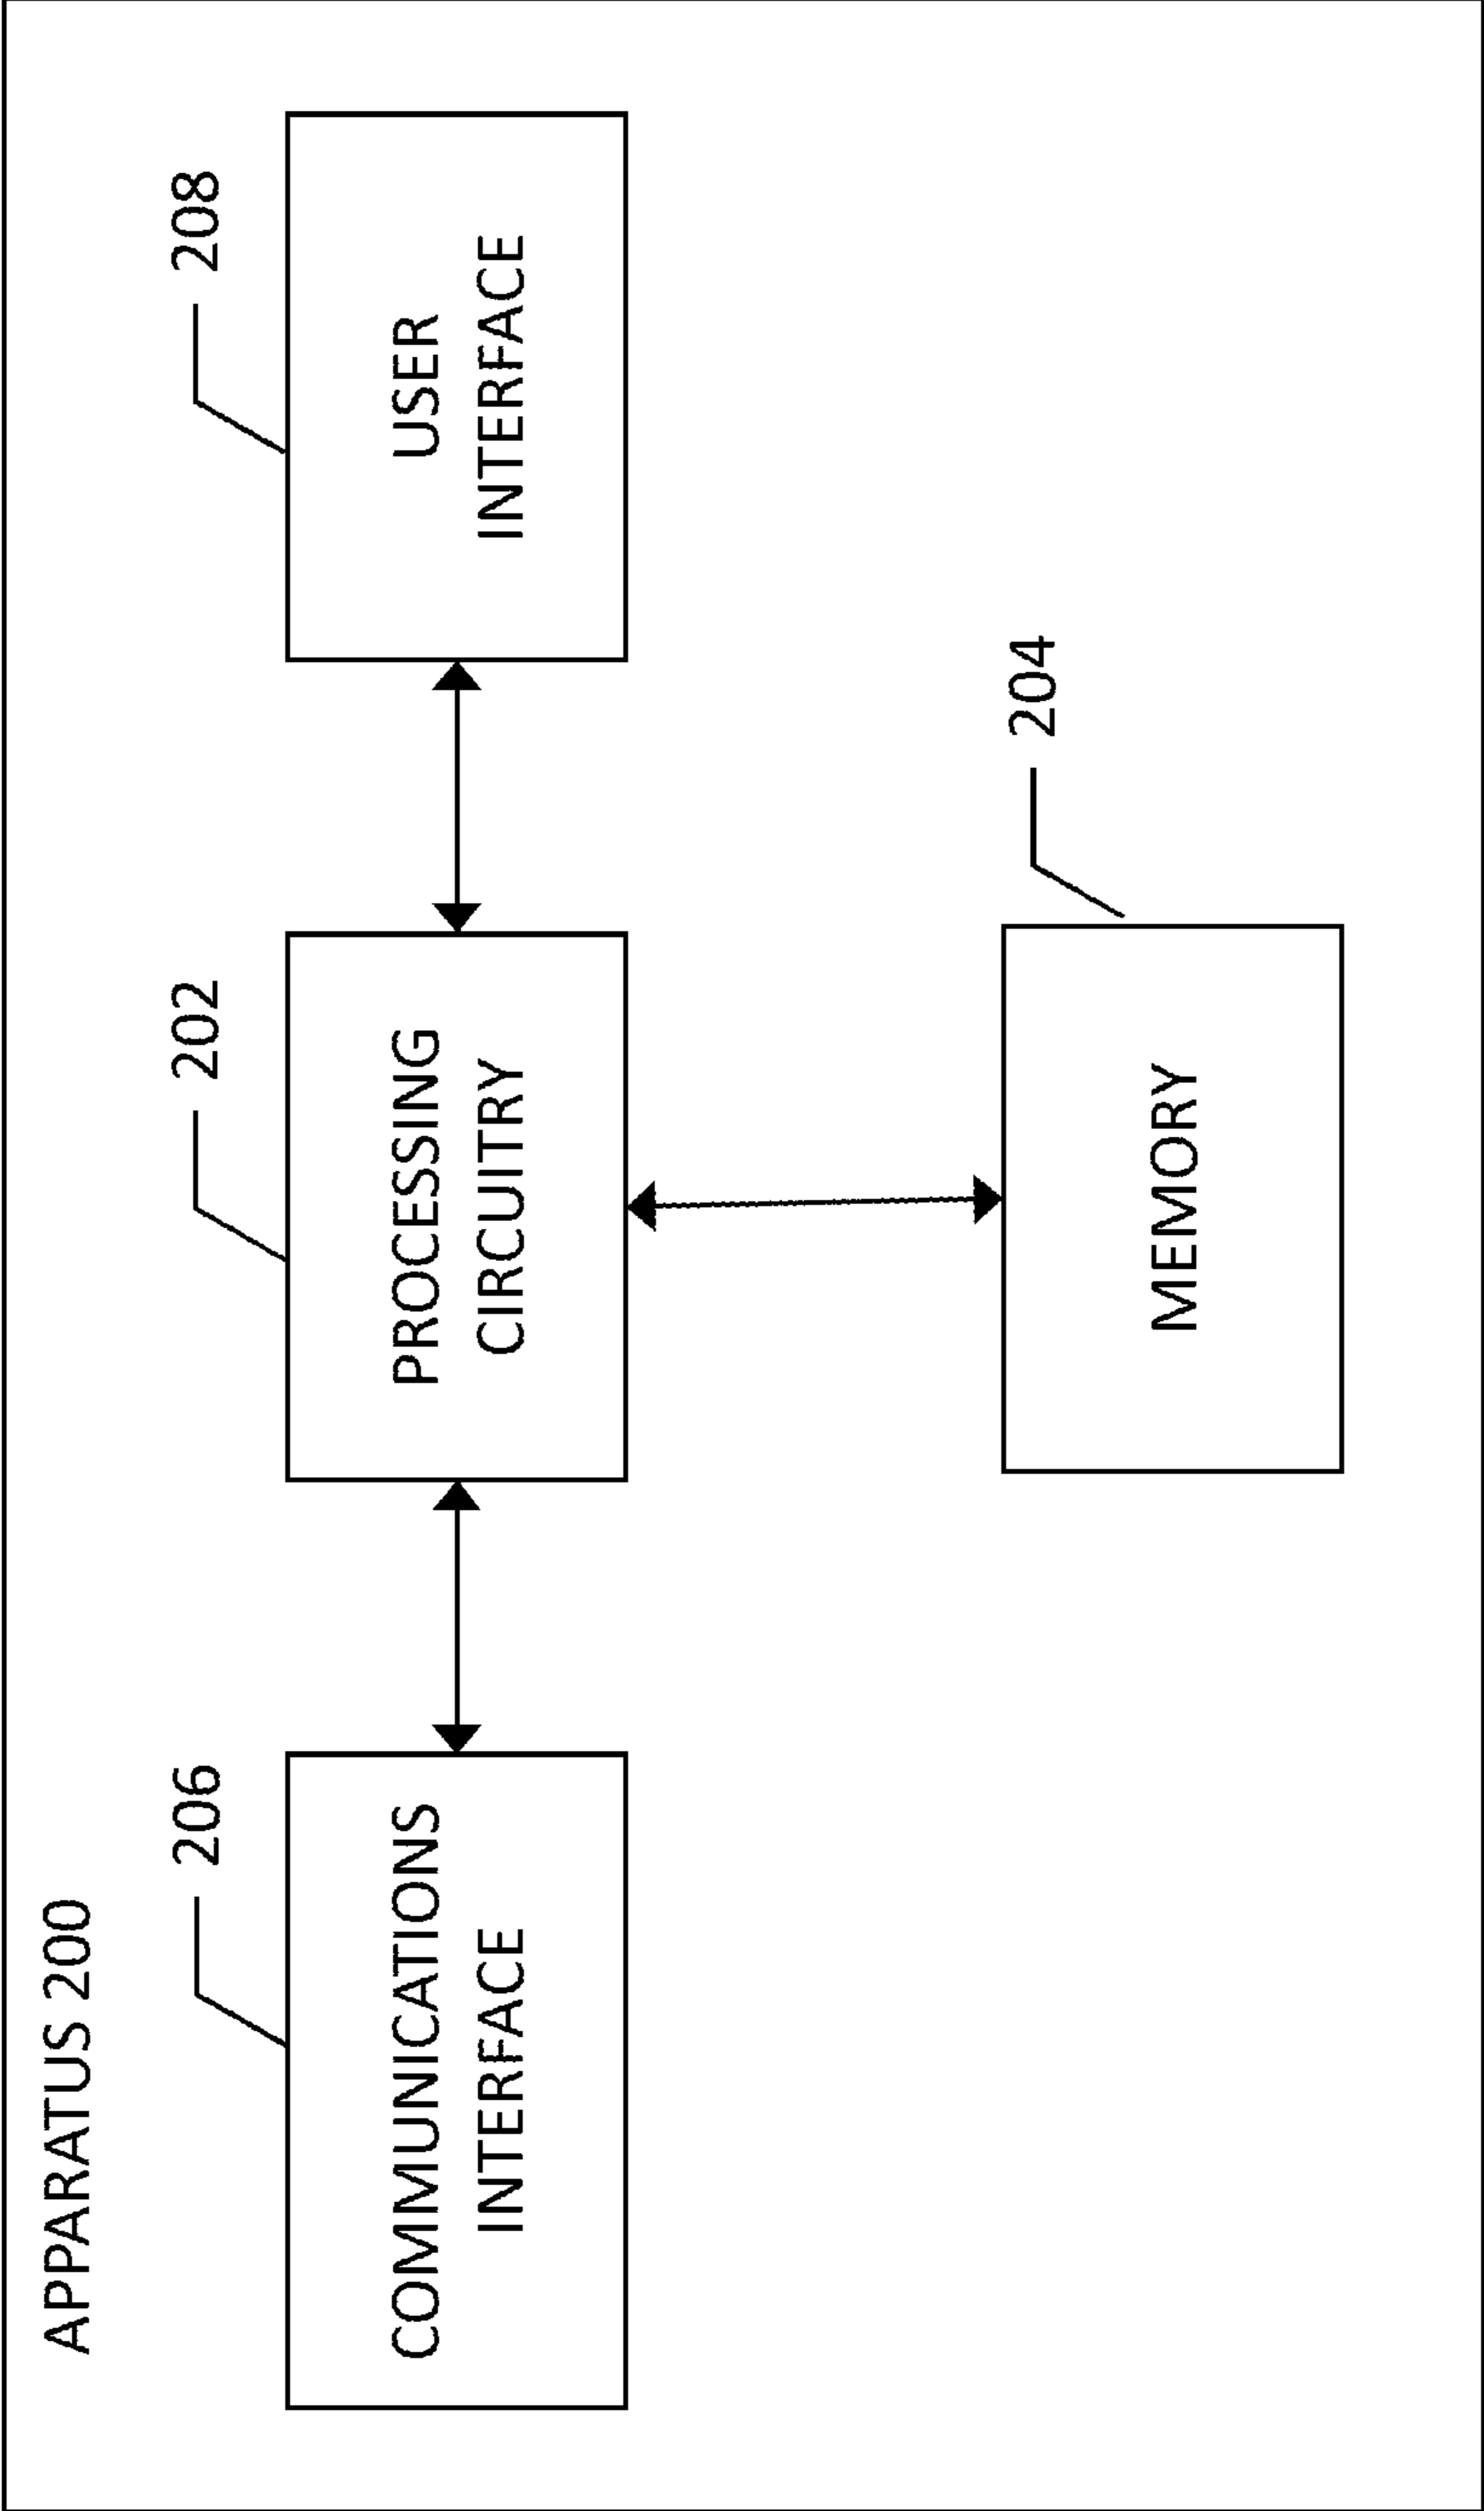 APPARATUS 200
206
COMMUNICATIONS
INTERFACE
202
PROCESSING
CIRCUITRY
208
USER
INTERFACE
204
MEMORY